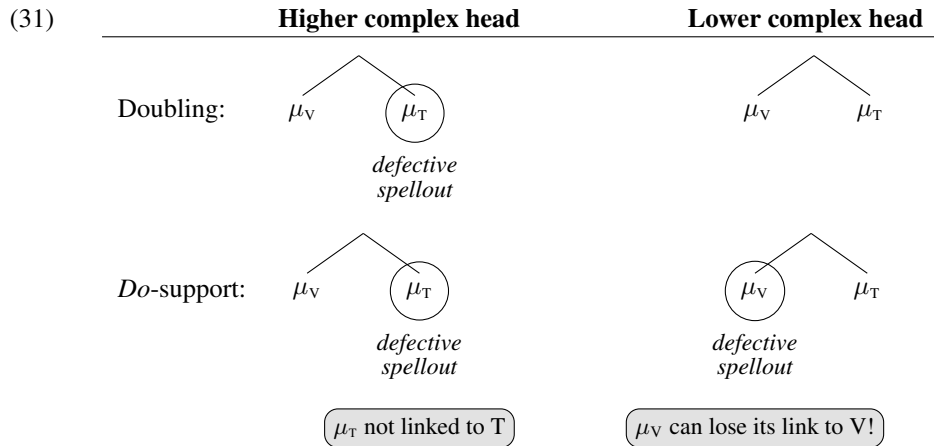 (31) Higher complex head Lower complex head
Doubling: μV μT μV μT
defective
spellout
Do-support: μV μT μV μT
defective defective
spellout spellout
μT not linked to T μV can lose its link to V!